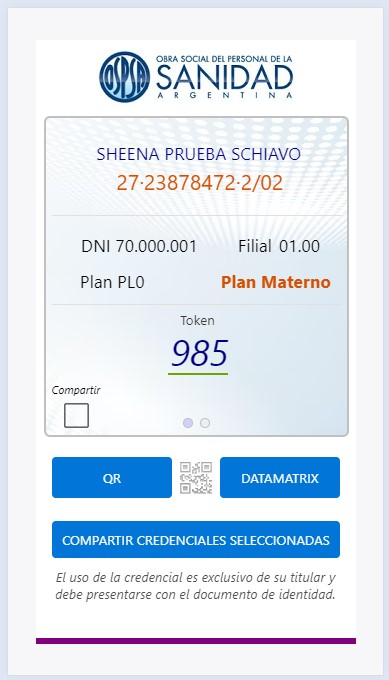 OSPSA
OBRA SOCIAL DEL PERSONAL DE LA
SANIDAD
ARGENTINA
SHEENA PRUEBA SCHIAVO
27·23878472·2/02
DNI 70.000.001 Filial 01.00
Plan PL0 Plan Materno
Token
985
Compartir
QR DATAMATRIX
COMPARTIR CREDENCIALES SELECCIONADAS
El uso de la credencial es exclusivo de su titular y
debe presentarse con el documento de identidad.